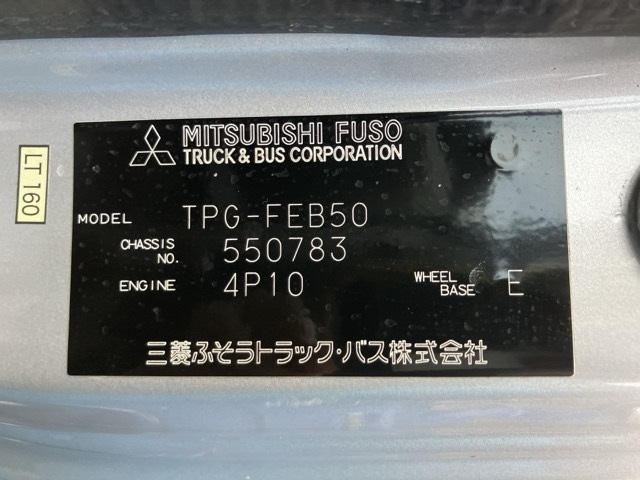 MITSUBISHI FUSO
TRUCK & BUS CORPORATION
LT 160
MODEL TPG-FEB50
CHASSIS NO. 550783
ENGINE 4P10 WHEEL BASE E
三菱ふそうトラック・バス株式会社